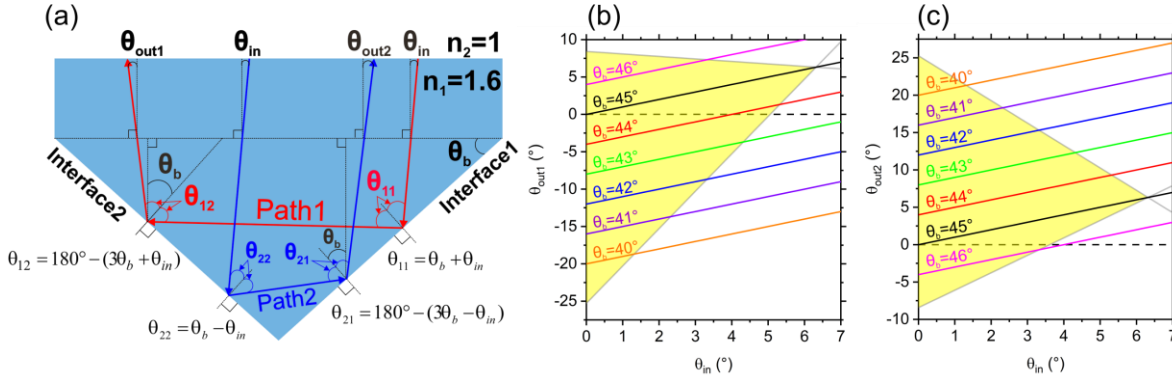 (a)
θout1
θin
θout2
θin
n2=1
n1=1.6
θb
θb
Interface2
Interface1
θ12
θ11
Path1
θ12 = 180° − (3θb + θin)
θ22
θ21
θb
θ11 = θb + θin
Path2
θ22 = θb − θin
θ21 = 180° − (3θb − θin)
(b)
10
5
0
-5
-10
-15
-20
-25
θout1 (°)
θb=46°
θb=45°
θb=44°
θb=43°
θb=42°
θb=41°
θb=40°
0 1 2 3 4 5 6 7
θin (°)
(c)
25
20
15
10
5
0
-5
-10
θout2 (°)
θb=40°
θb=41°
θb=42°
θb=43°
θb=44°
θb=45°
θb=46°
0 1 2 3 4 5 6 7
θin (°)